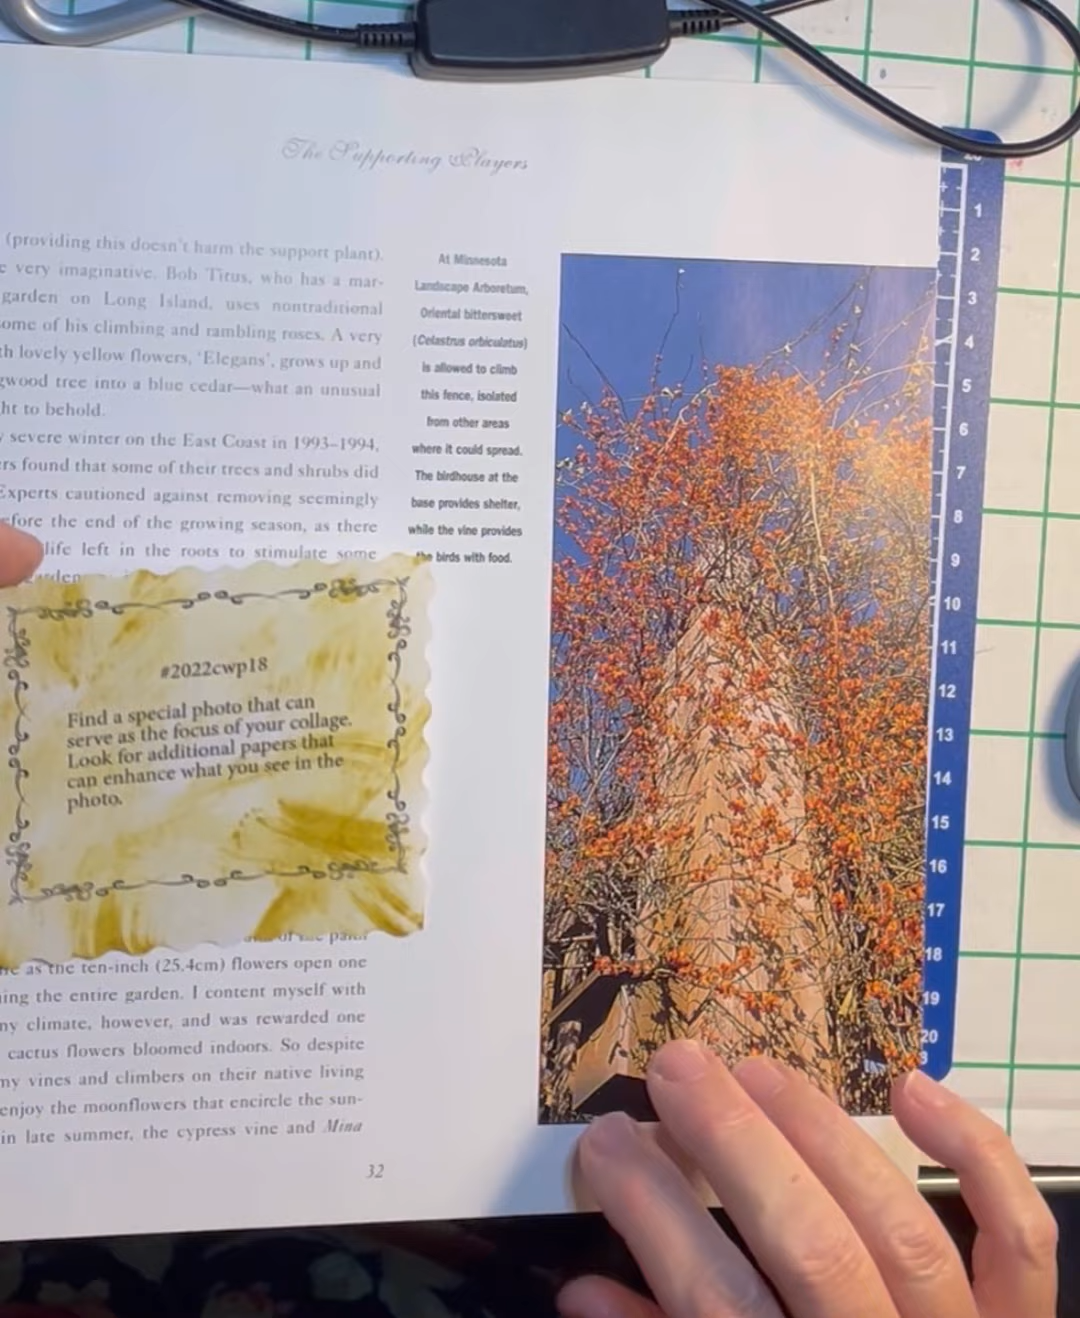 The Supporting Players
(providing this doesn't harm the support plant).
very imaginative. Bob Titus, who has a mar-
garden on Long Island, uses nontraditional
ome of his climbing and rambling roses. A very
th lovely yellow flowers, 'Elegans', grows up and
gwood tree into a blue cedar—what an unusual
ht to behold.
severe winter on the East Coast in 1993–1994,
rs found that some of their trees and shrubs did
Experts cautioned against removing seemingly
efore the end of the growing season, as there
life left in the roots to stimulate some
At Minnesota
Landscape Arboretum,
Oriental bittersweet
(Celastrus orbiculatus)
is allowed to climb
this fence, isolated
from other areas
where it could spread.
The birdhouse at the
base provides shelter,
while the vine provides
the birds with food.
#2022cwp18
Find a special photo that can
serve as the focus of your collage.
Look for additional papers that
can enhance what you see in the
photo.
as the ten-inch (25.4cm) flowers open one
ing the entire garden. I content myself with
ny climate, however, and was rewarded one
cactus flowers bloomed indoors. So despite
my vines and climbers on their native living
enjoy the moonflowers that encircle the sun-
in late summer, the cypress vine and Mina
32
1
2
3
4
5
6
7
8
9
10
11
12
13
14
15
16
17
18
19
20